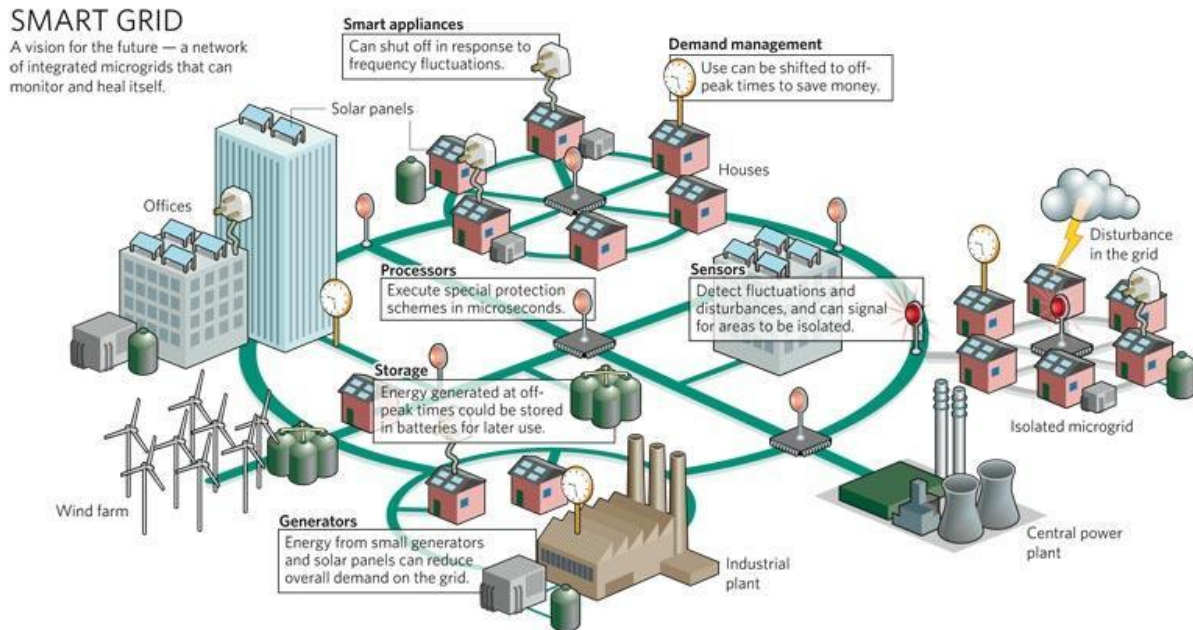 SMART GRID
A vision for the future — a network
of integrated microgrids that can
monitor and heal itself.
Smart appliances
Can shut off in response to
frequency fluctuations.
Demand management
Use can be shifted to off-
peak times to save money.
Solar panels
Houses
Offices
Disturbance
in the grid
Processors
Execute special protection
schemes in microseconds.
Sensors
Detect fluctuations and
disturbances, and can signal
for areas to be isolated.
Storage
Energy generated at off-
peak times could be stored
in batteries for later use.
Isolated microgrid
Wind farm
Generators
Energy from small generators
and solar panels can reduce
overall demand on the grid.
Industrial
plant
Central power
plant